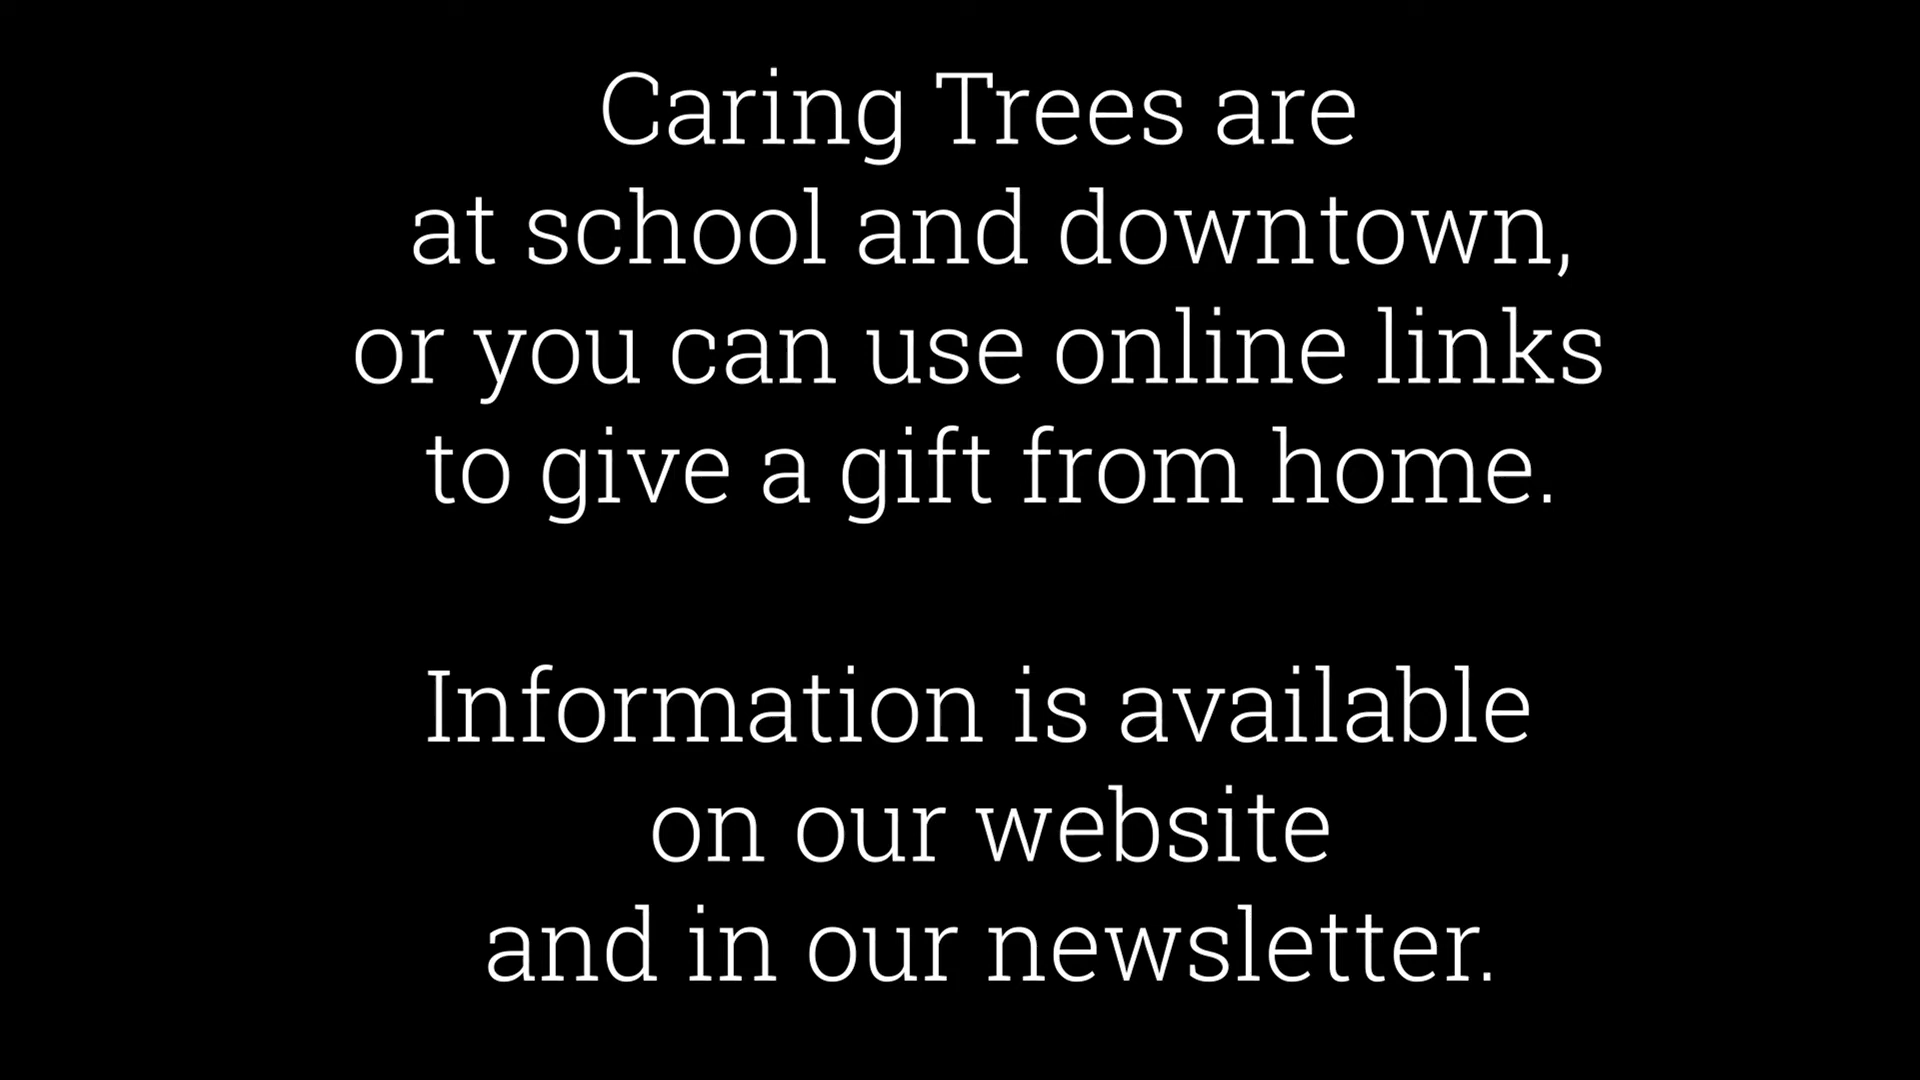 Caring Trees are
at school and downtown,
or you can use online links
to give a gift from home.
Information is available
on our website
and in our newsletter.